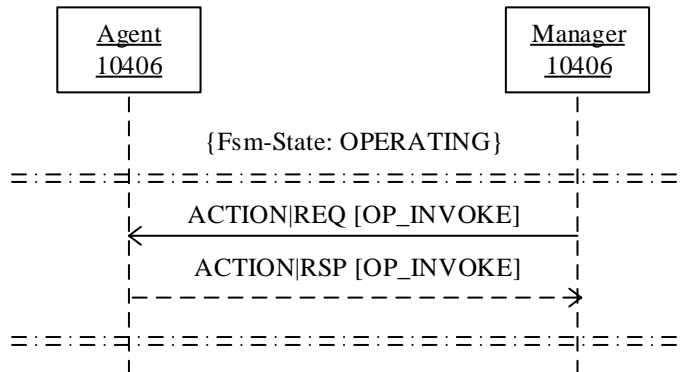 Agent
10406
Manager
10406
{Fsm-State: OPERATING}
ACTION|REQ [OP_INVOKE]
ACTION|RSP [OP_INVOKE]